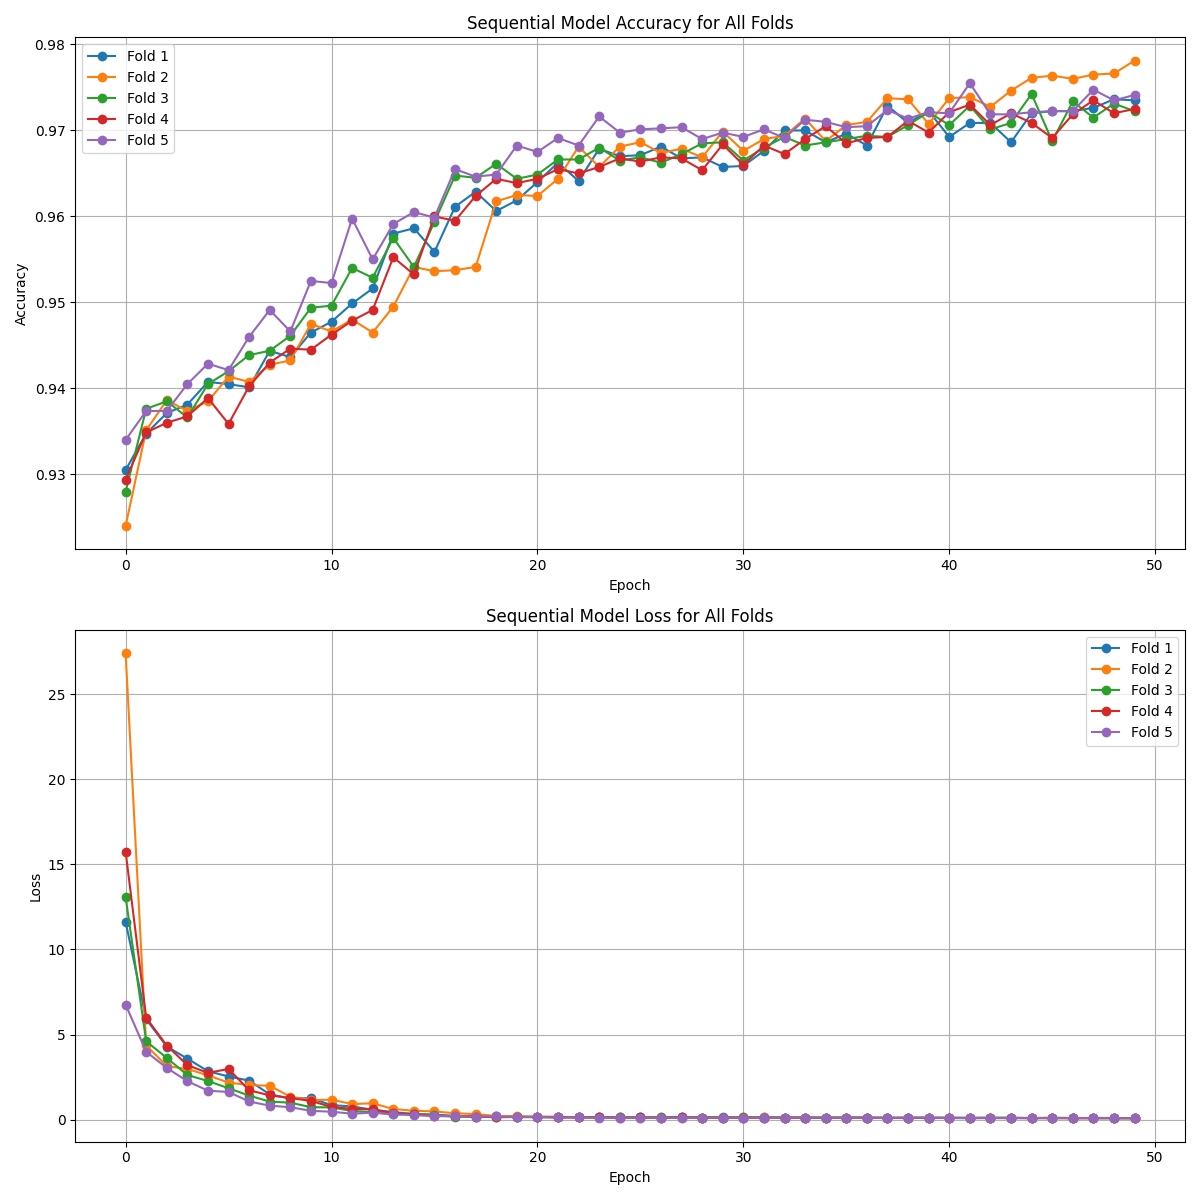 Sequential Model Accuracy for All Folds
0.98
0.97
0.96
0.95
0.94
0.93
Accuracy
Fold 1
Fold 2
Fold 3
Fold 4
Fold 5
0 10 20 30 40 50
Epoch
Sequential Model Loss for All Folds
25
20
15
10
5
0
Loss
Fold 1
Fold 2
Fold 3
Fold 4
Fold 5
0 10 20 30 40 50
Epoch